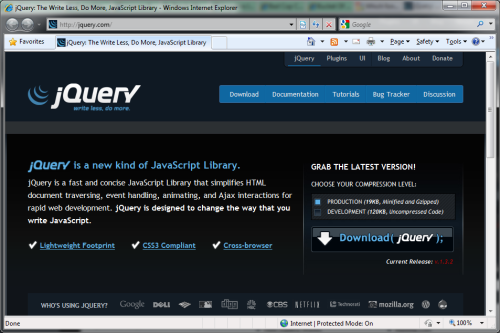 jQuery: The Write Less, Do More, JavaScript Library - Windows Internet Explorer
http://jquery.com/
Google
Favorites
jQuery: The Write Less, Do More, JavaScript Library
Page
Safety
Tools
jQuery Plugins UI Blog About Donate
jQuery
write less, do more.
Download Documentation Tutorials Bug Tracker Discussion
jQuery is a new kind of JavaScript Library.
jQuery is a fast and concise JavaScript Library that simplifies HTML
document traversing, event handling, animating, and Ajax interactions for
rapid web development. jQuery is designed to change the way that you
write JavaScript.
Lightweight Footprint
CSS3 Compliant
Cross-browser
GRAB THE LATEST VERSION!
CHOOSE YOUR COMPRESSION LEVEL:
PRODUCTION (19KB, Minified and Gzipped)
DEVELOPMENT (120KB, Uncompressed Code)
Download( jQuery );
Current Release: v.1.3.2
WHO'S USING JQUERY?
Google
DELL
CBS
NETFLIX
Technorati
mozilla.org
Done
Internet | Protected Mode: On
100%